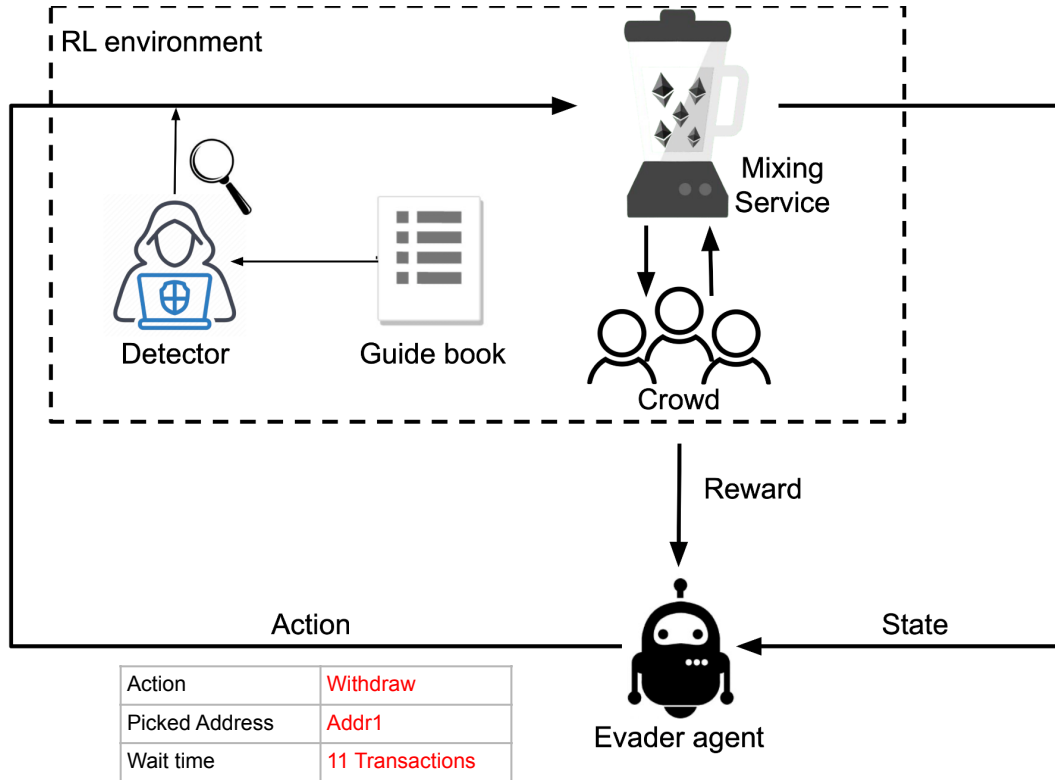 RL environment
Mixing
Service
Detector
Guide book
Crowd
Reward
Action
State
Evader agent
Action Withdraw
Picked Address Addr1
Wait time 11 Transactions